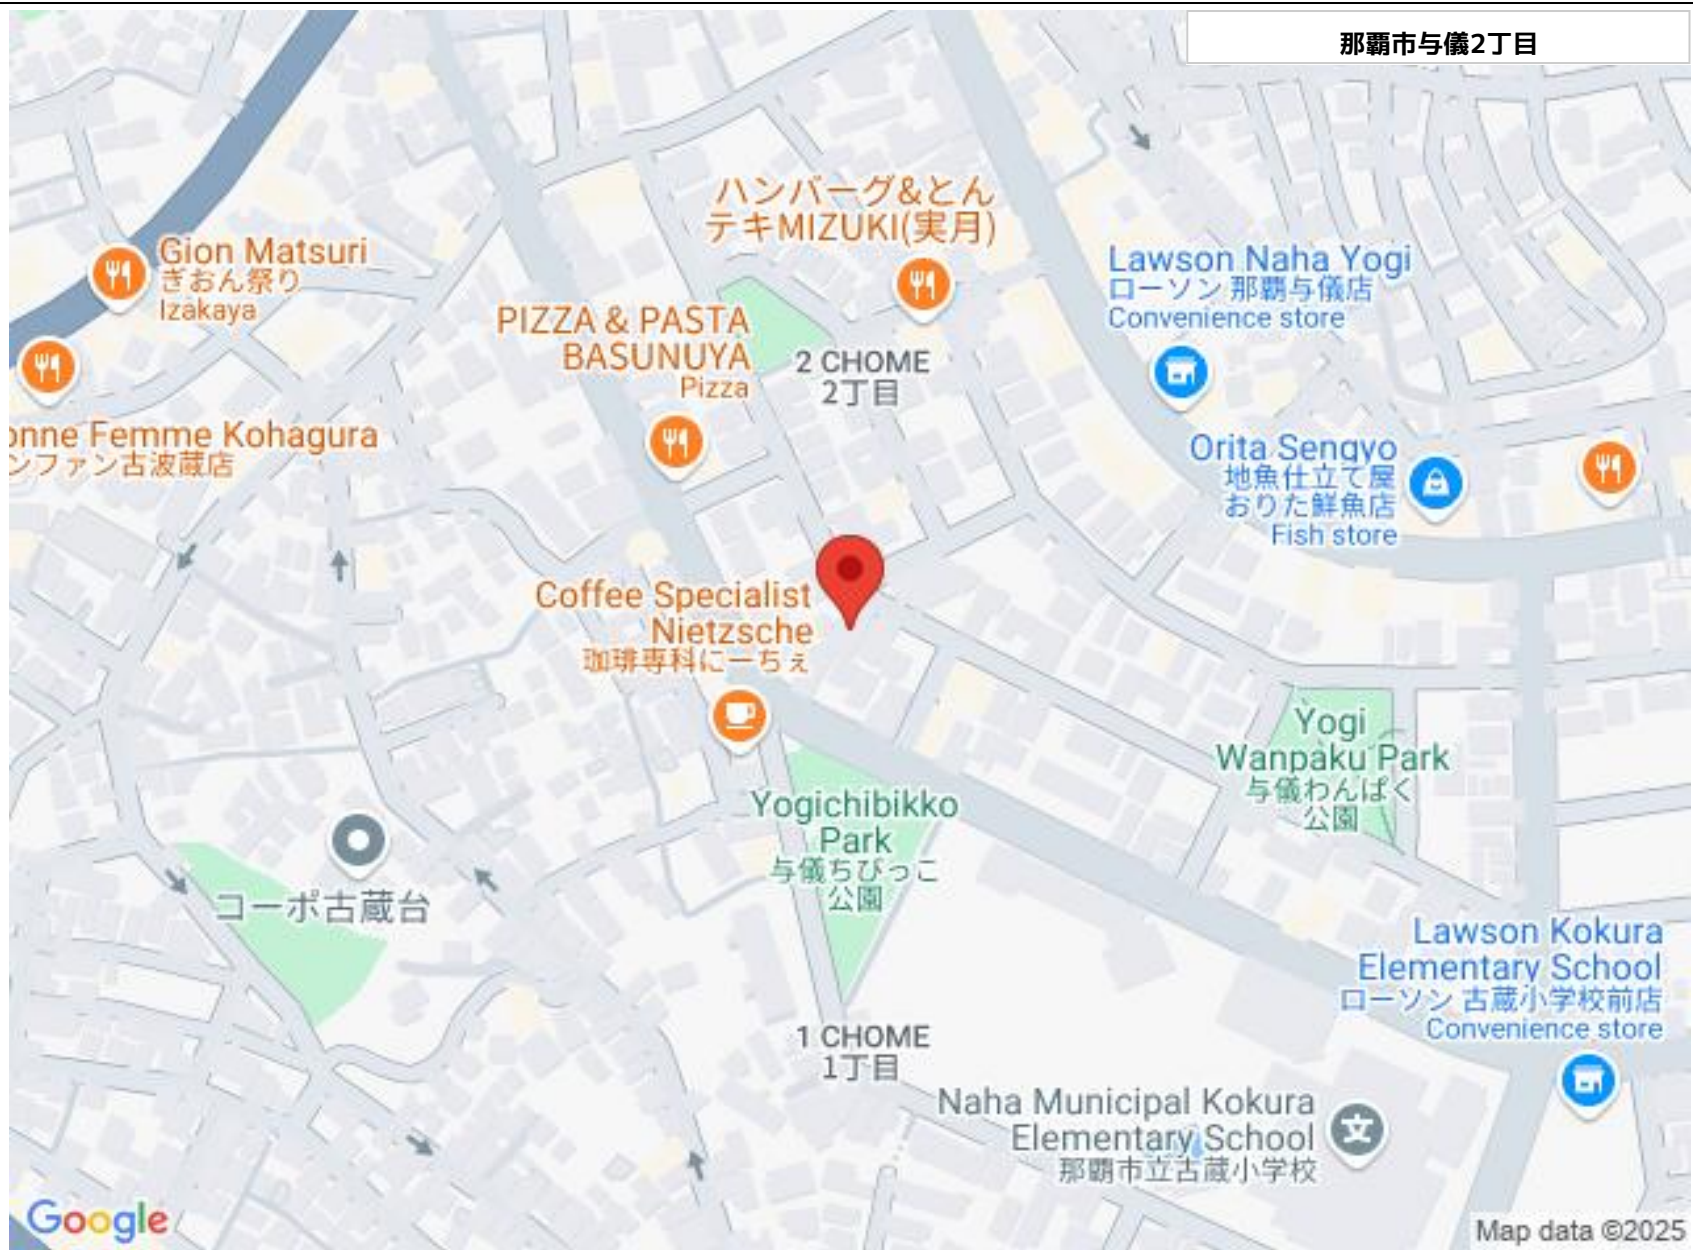 那覇市与儀2丁目
ハンバーグ&とん
テキMIZUKI(実月)
Gion Matsuri
ぎおん祭り
Izakaya
Lawson Naha Yogi
ローソン 那覇与儀店
Convenience store
PIZZA & PASTA
BASUNUYA
Pizza
2 CHOME
2丁目
onne Femme Kohagura
ンファン古波蔵店
Orita Sengyo
地魚仕立て屋
おりた鮮魚店
Fish store
Coffee Specialist
Nietzsche
珈琲専科にーちぇ
Yogi
Wanpaku Park
与儀わんぱく
公園
Yogichibikko
Park
与儀ちびっこ
公園
コーポ古蔵台
Lawson Kokura
Elementary School
ローソン 古蔵小学校前店
Convenience store
1 CHOME
1丁目
Naha Municipal Kokura
Elementary School
那覇市立古蔵小学校
文
Google
Map data ©2025